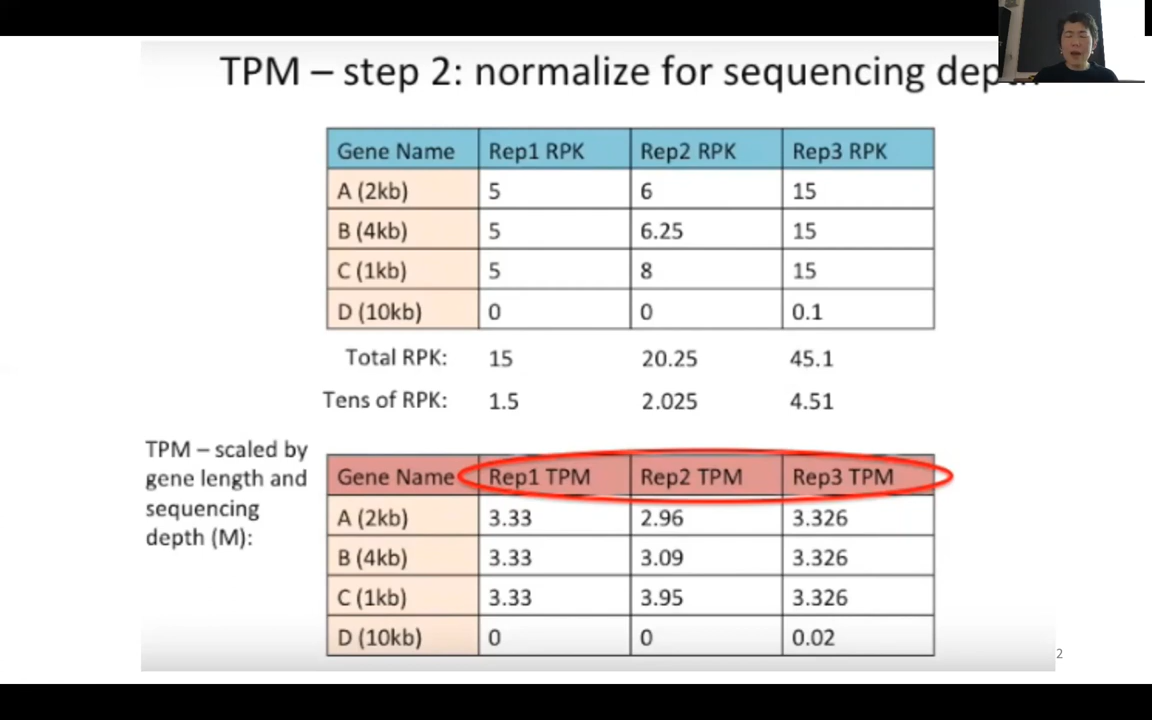 TPM – step 2: normalize for sequencing dep
Gene Name Rep1 RPK Rep2 RPK Rep3 RPK
A (2kb) 5 6 15
B (4kb) 5 6.25 15
C (1kb) 5 8 15
D (10kb) 0 0 0.1
Total RPK: 15 20.25 45.1
Tens of RPK: 1.5 2.025 4.51
TPM – scaled by
gene length and
sequencing
depth (M):
Gene Name Rep1 TPM Rep2 TPM Rep3 TPM
A (2kb) 3.33 2.96 3.326
B (4kb) 3.33 3.09 3.326
C (1kb) 3.33 3.95 3.326
D (10kb) 0 0 0.02
2